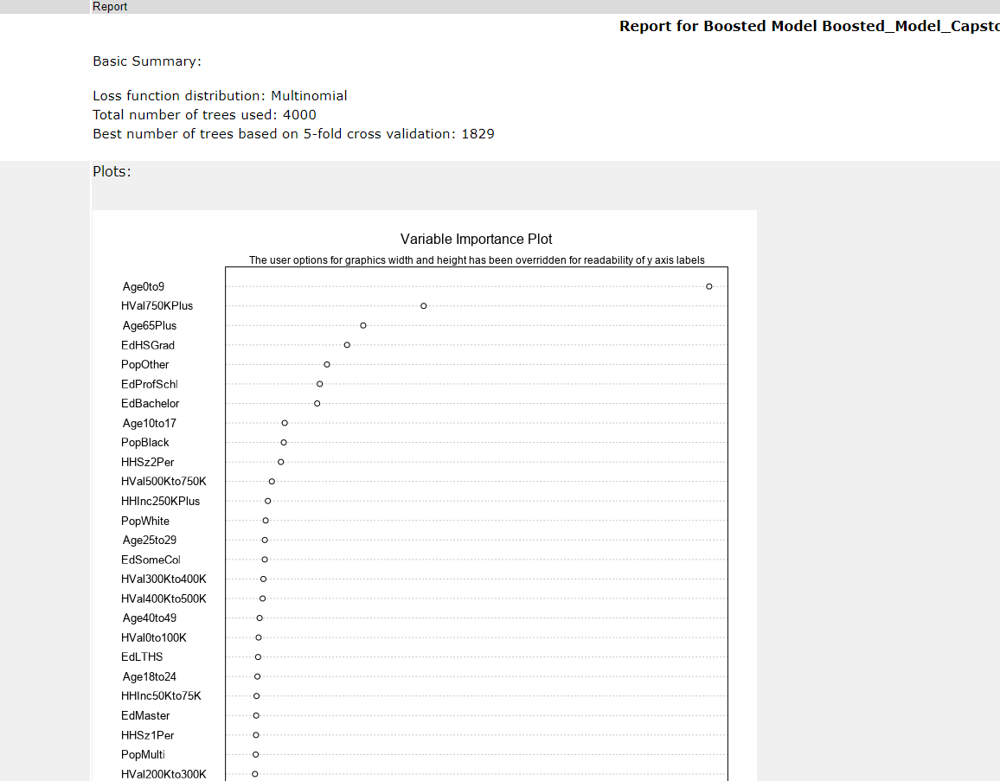 Report
Report for Boosted Model Boosted_Model_Capsto
Basic Summary:
Loss function distribution: Multinomial
Total number of trees used: 4000
Best number of trees based on 5-fold cross validation: 1829
Plots:
Variable Importance Plot
The user options for graphics width and height has been overridden for readability of y axis labels
Age0to9
HVal750KPlus
Age65Plus
EdHSGrad
PopOther
EdProfSchl
EdBachelor
Age10to17
PopBlack
HHSz2Per
HVal500Kto750K
HHInc250KPlus
PopWhite
Age25to29
EdSomeCol
HVal300Kto400K
HVal400Kto500K
Age40to49
HVal0to100K
EdLTHS
Age18to24
HHInc50Kto75K
EdMaster
HHSz1Per
PopMulti
HVal200Kto300K